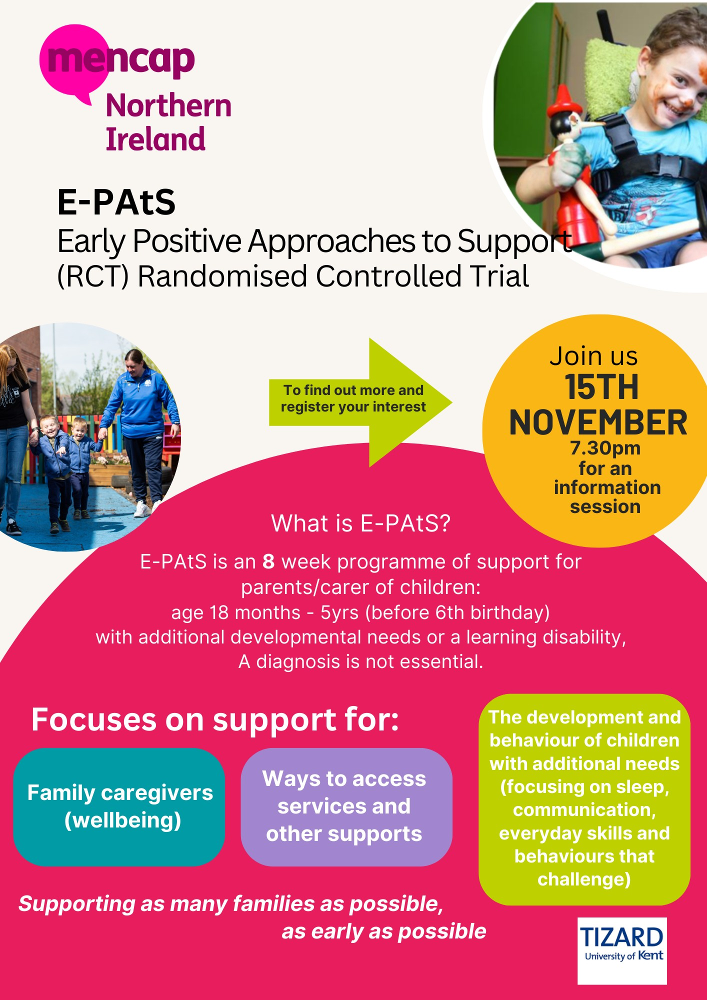 mencap
Northern
Ireland
E-PAtS
Early Positive Approaches to Support
(RCT) Randomised Controlled Trial
To find out more and
register your interest
Join us
15TH
NOVEMBER
7.30pm
for an
information
session
What is E-PAtS?
E-PAtS is an 8 week programme of support for
parents/carer of children:
age 18 months - 5yrs (before 6th birthday)
with additional developmental needs or a learning disability,
A diagnosis is not essential.
Focuses on support for:
Family caregivers
(wellbeing)
Ways to access
services and
other supports
The development and
behaviour of children
with additional needs
(focusing on sleep,
communication,
everyday skills and
behaviours that
challenge)
Supporting as many families as possible,
as early as possible
TIZARD
University of Kent